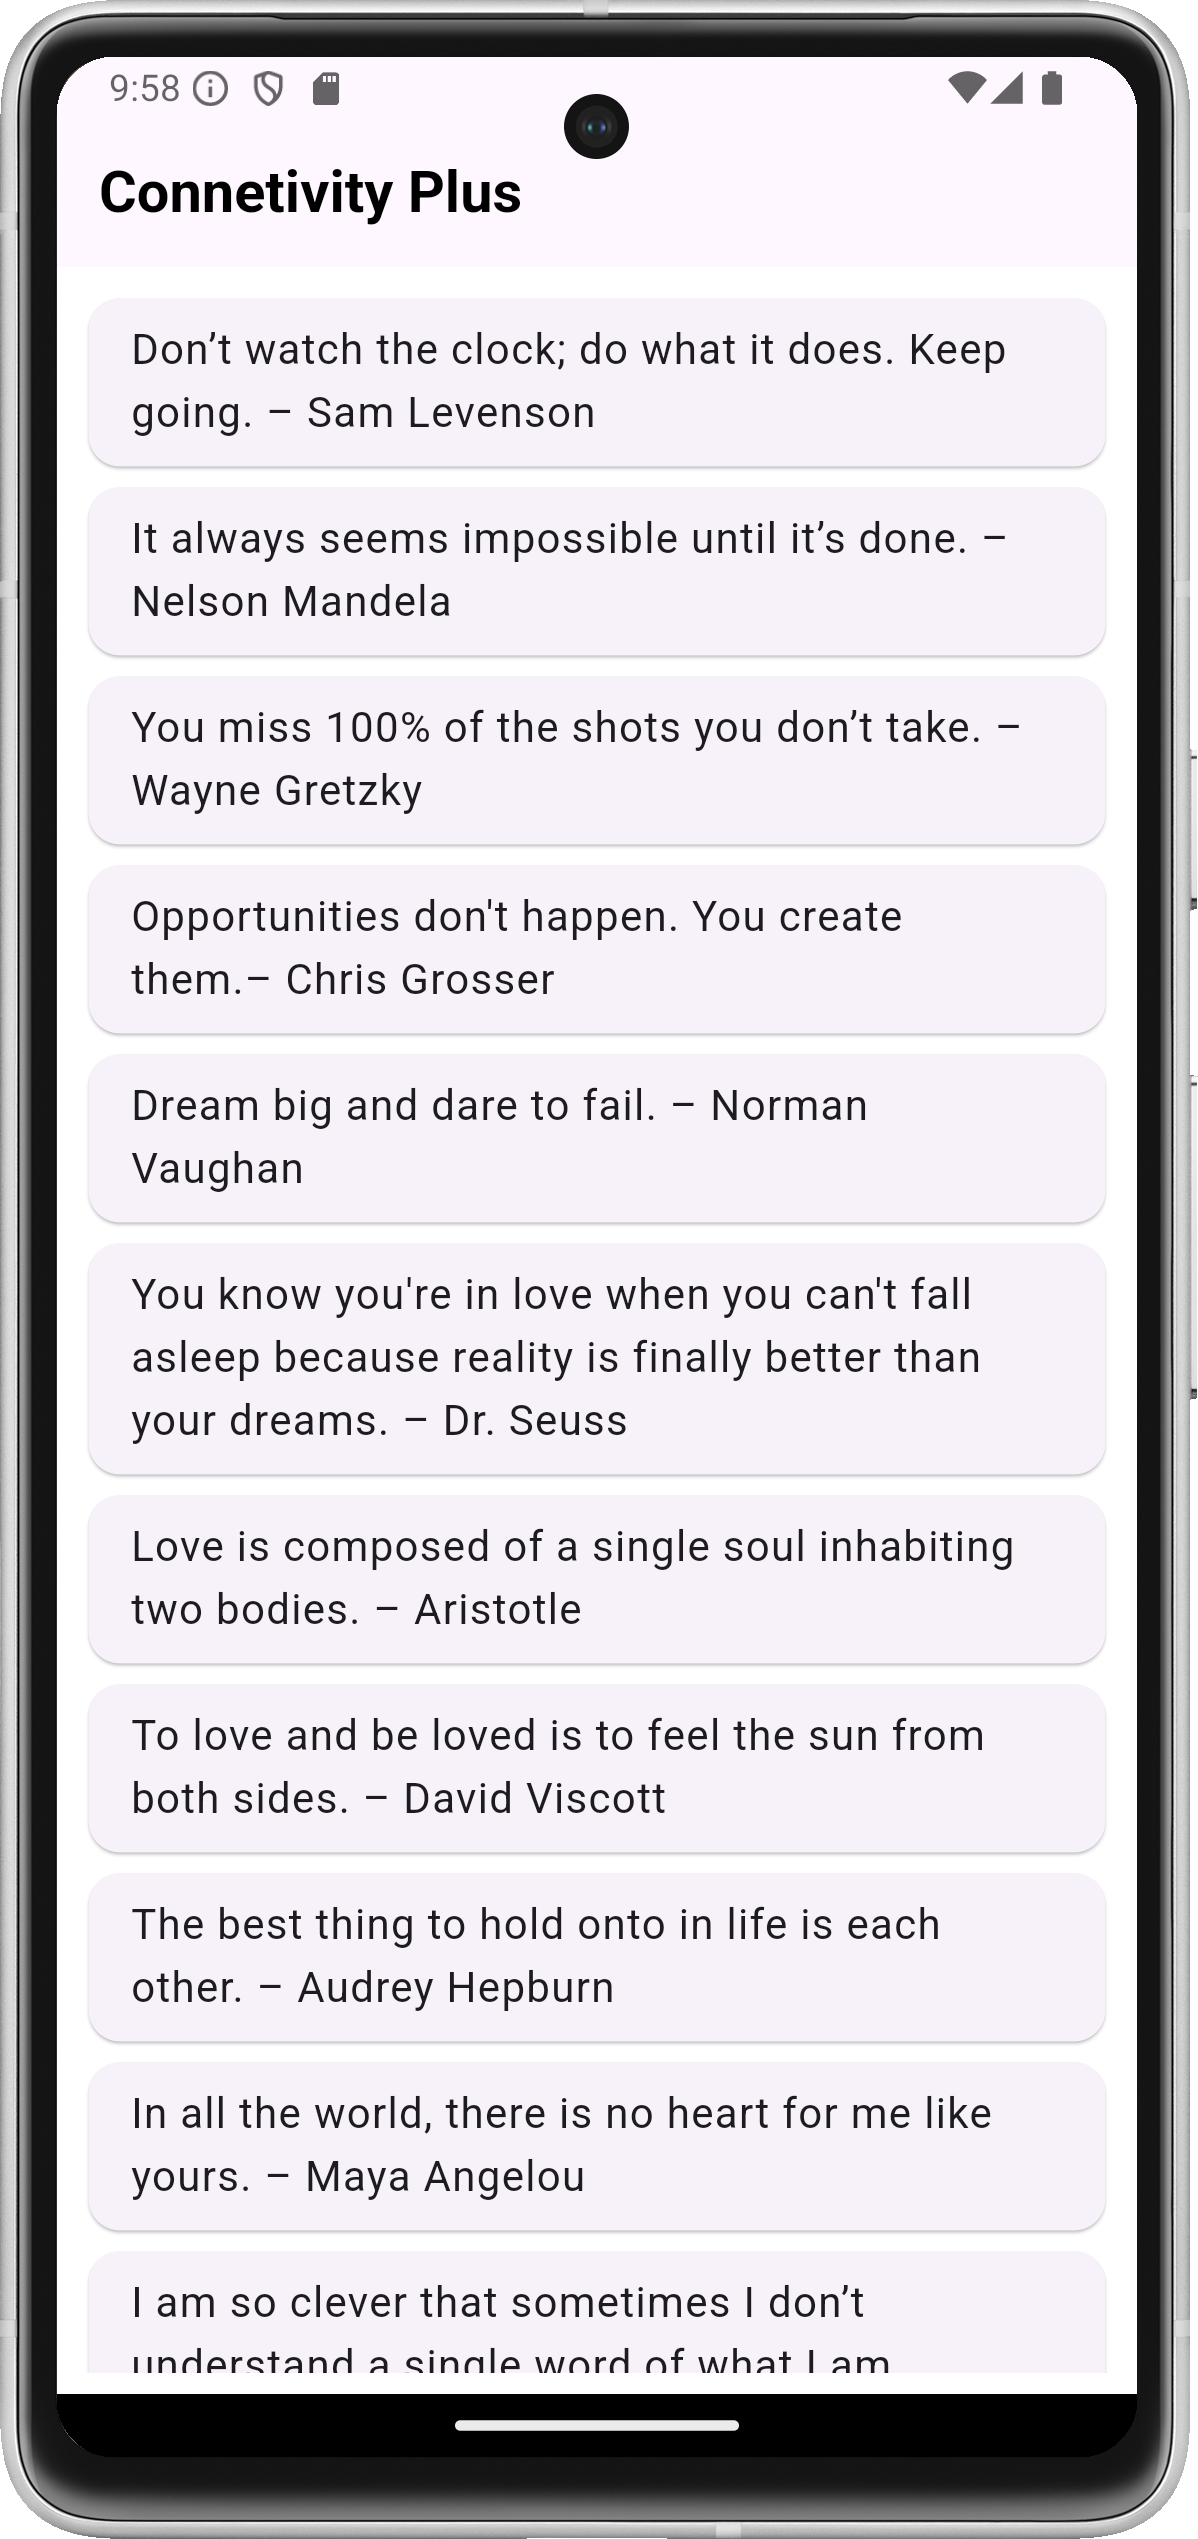 9:58
Connetivity Plus
Don’t watch the clock; do what it does. Keep
going. – Sam Levenson
It always seems impossible until it’s done. –
Nelson Mandela
You miss 100% of the shots you don’t take. –
Wayne Gretzky
Opportunities don't happen. You create
them.– Chris Grosser
Dream big and dare to fail. – Norman
Vaughan
You know you're in love when you can't fall
asleep because reality is finally better than
your dreams. – Dr. Seuss
Love is composed of a single soul inhabiting
two bodies. – Aristotle
To love and be loved is to feel the sun from
both sides. – David Viscott
The best thing to hold onto in life is each
other. – Audrey Hepburn
In all the world, there is no heart for me like
yours. – Maya Angelou
I am so clever that sometimes I don’t
understand a single word of what I am